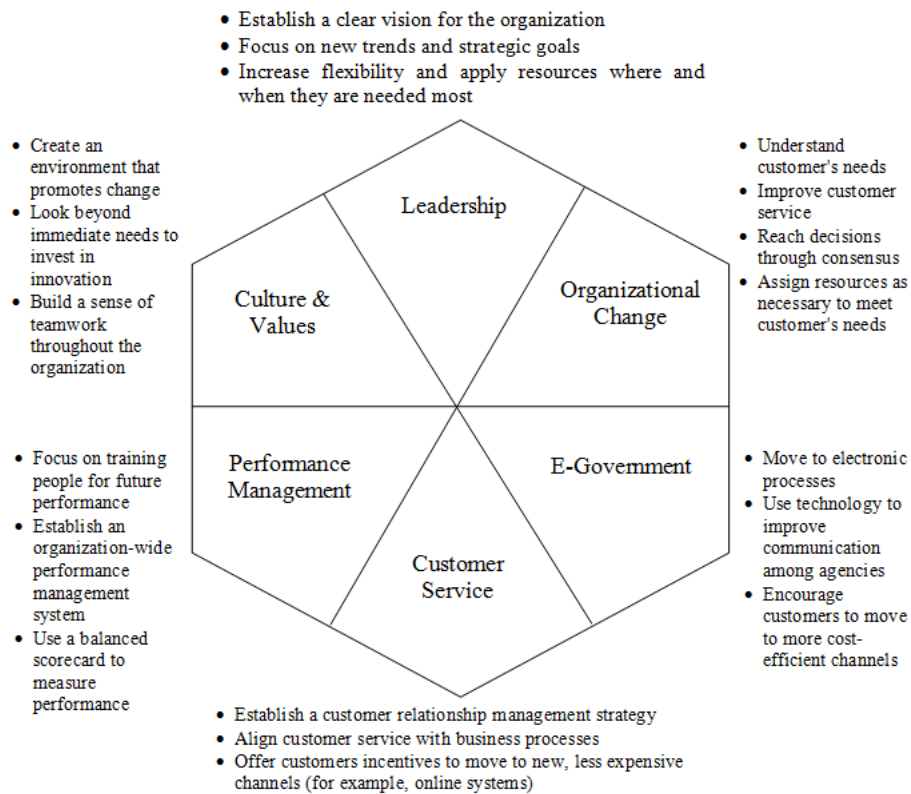 • Establish a clear vision for the organization
• Focus on new trends and strategic goals
• Increase flexibility and apply resources where and
when they are needed most
• Create an
environment that
promotes change
• Look beyond
immediate needs to
invest in
innovation
• Build a sense of
teamwork
throughout the
organization
Leadership
• Understand
customer's needs
• Improve customer
service
• Reach decisions
through consensus
• Assign resources as
necessary to meet
customer's needs
Culture &
Values
Organizational
Change
• Focus on training
people for future
performance
• Establish an
organization-wide
performance
management
system
• Use a balanced
scorecard to
measure
performance
Performance
Management
E-Government
• Move to electronic
processes
• Use technology to
improve
communication
among agencies
• Encourage
customers to move
to more cost-
efficient channels
Customer
Service
• Establish a customer relationship management strategy
• Align customer service with business processes
• Offer customers incentives to move to new, less expensive
channels (for example, online systems)